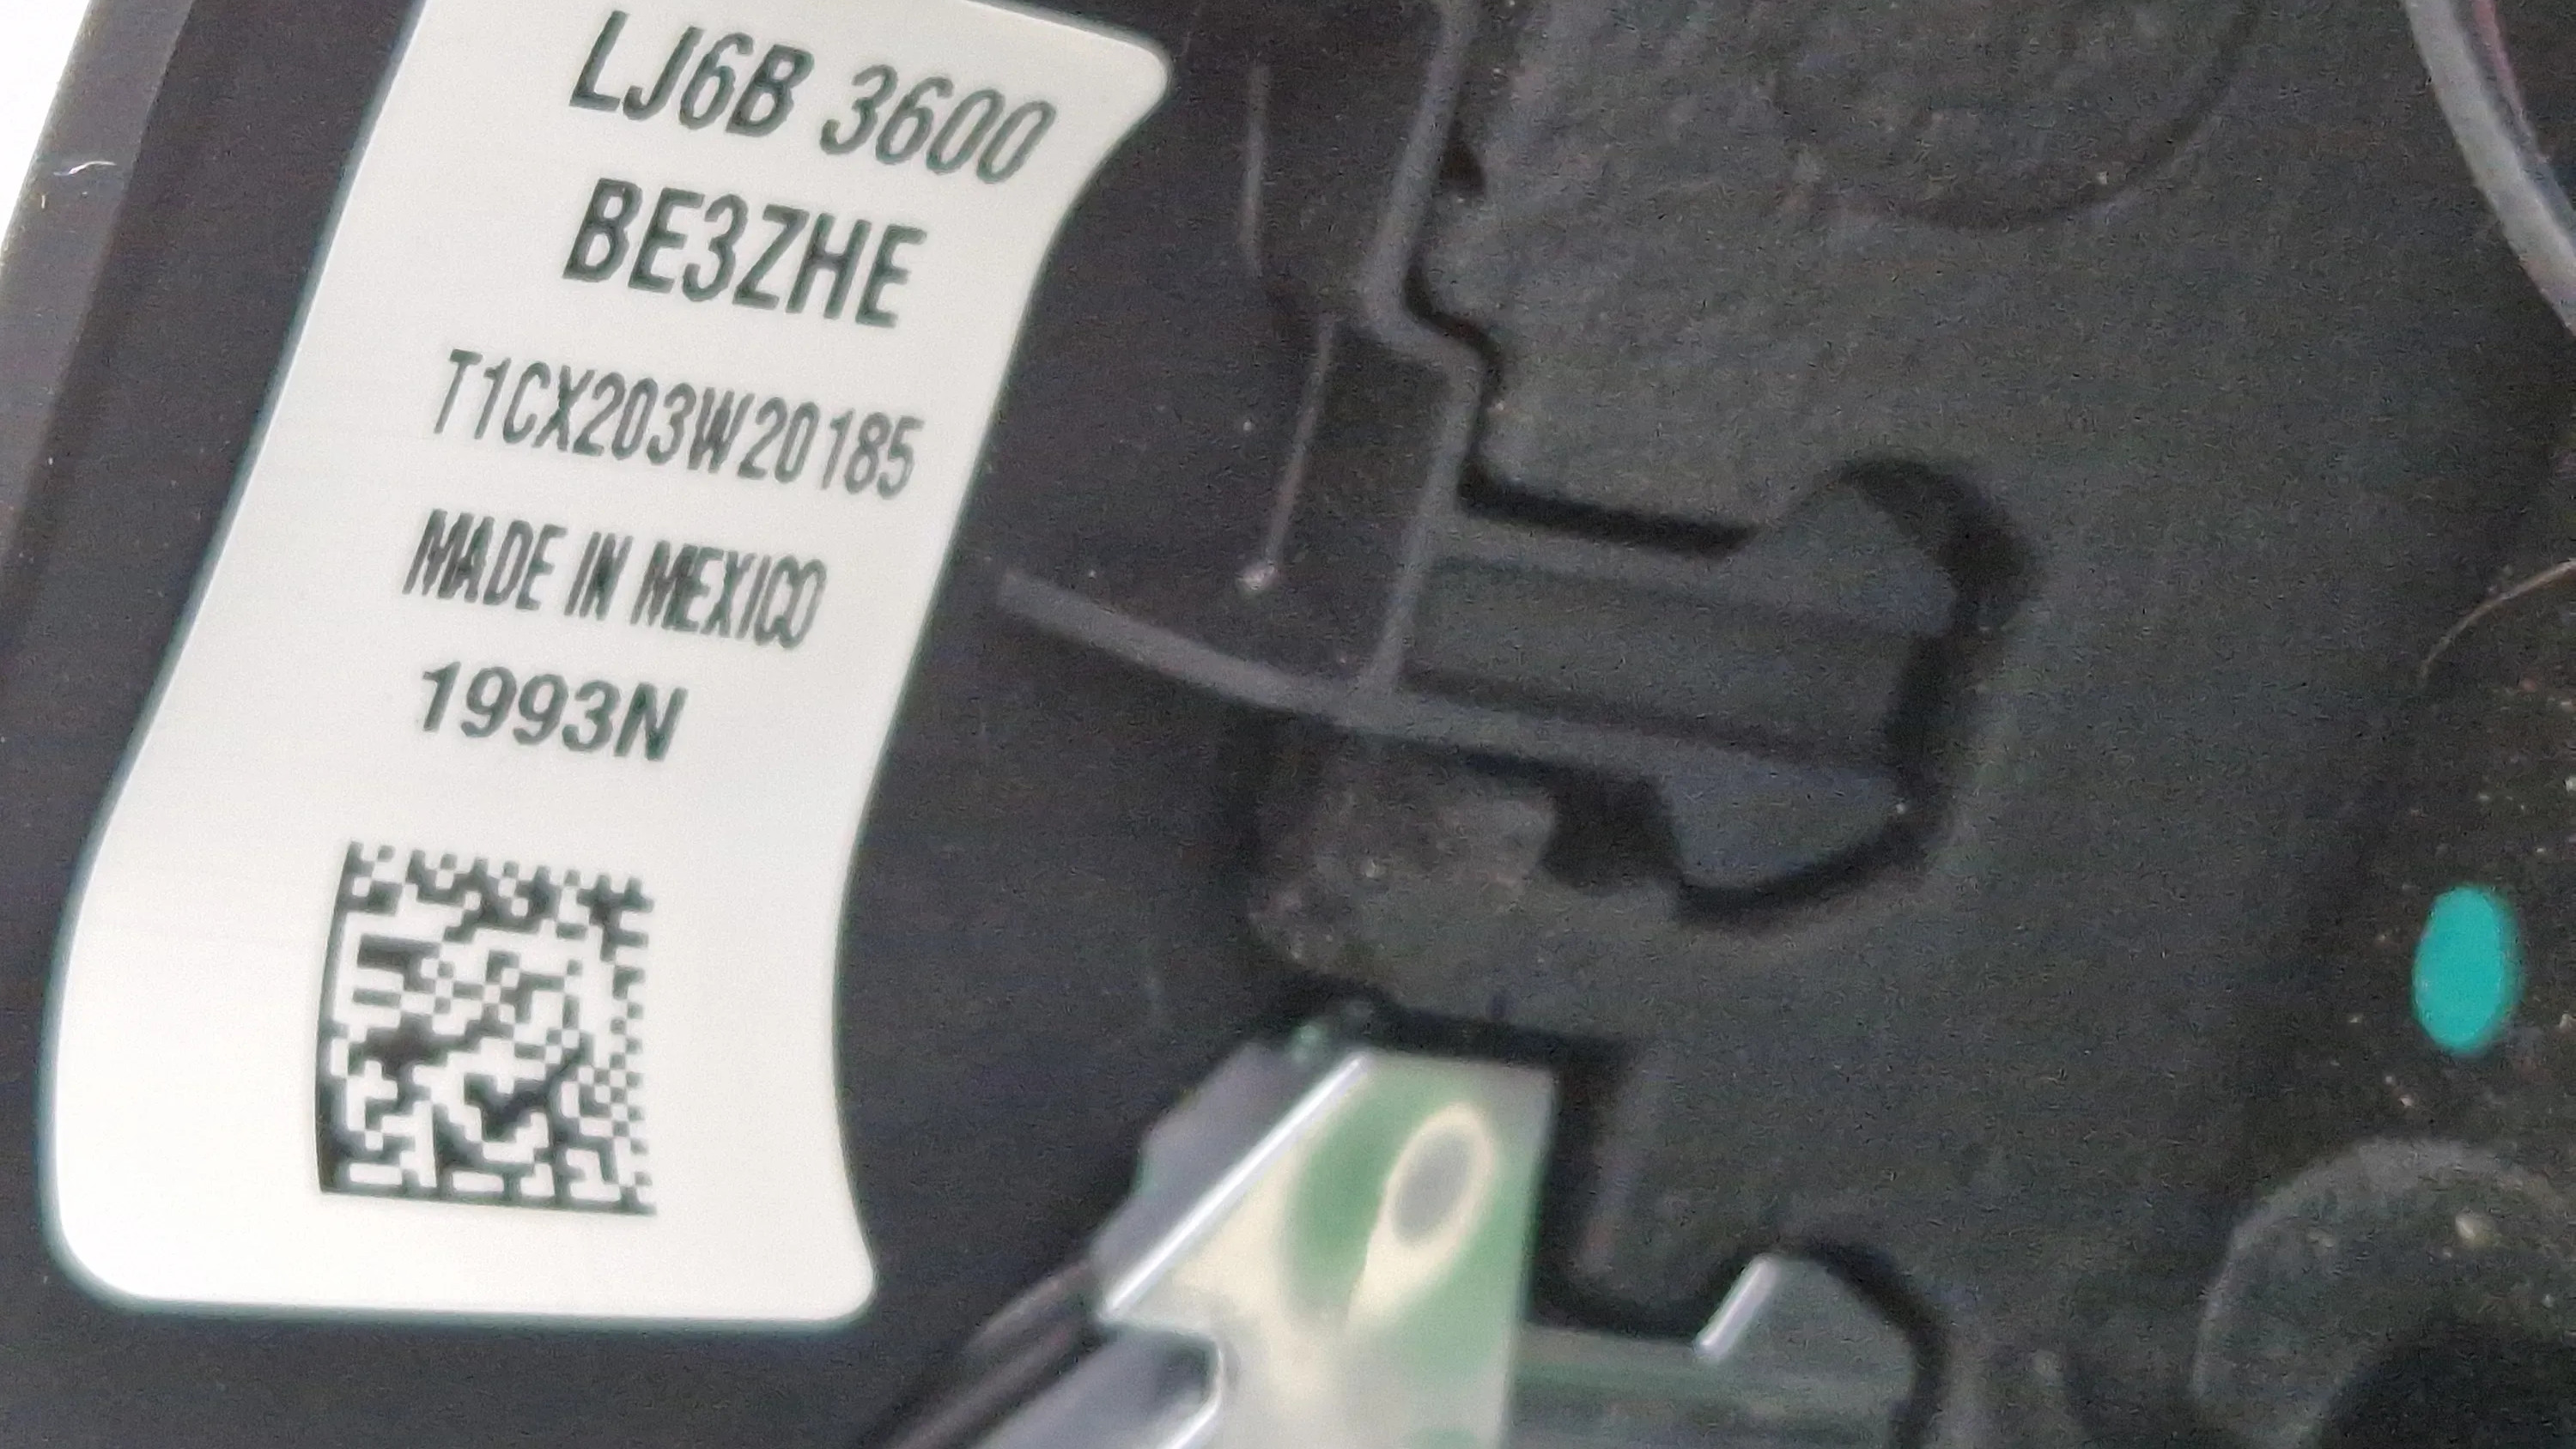 LJ6B 3600
BE3ZHE
T1CX203W20185
MADE IN MEXICO
1993N